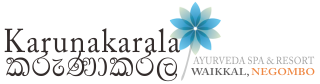 Karunakarala
කරුණාකරල
AYURVEDA SPA & RESORT
WAIKKAL, NEGOMBO